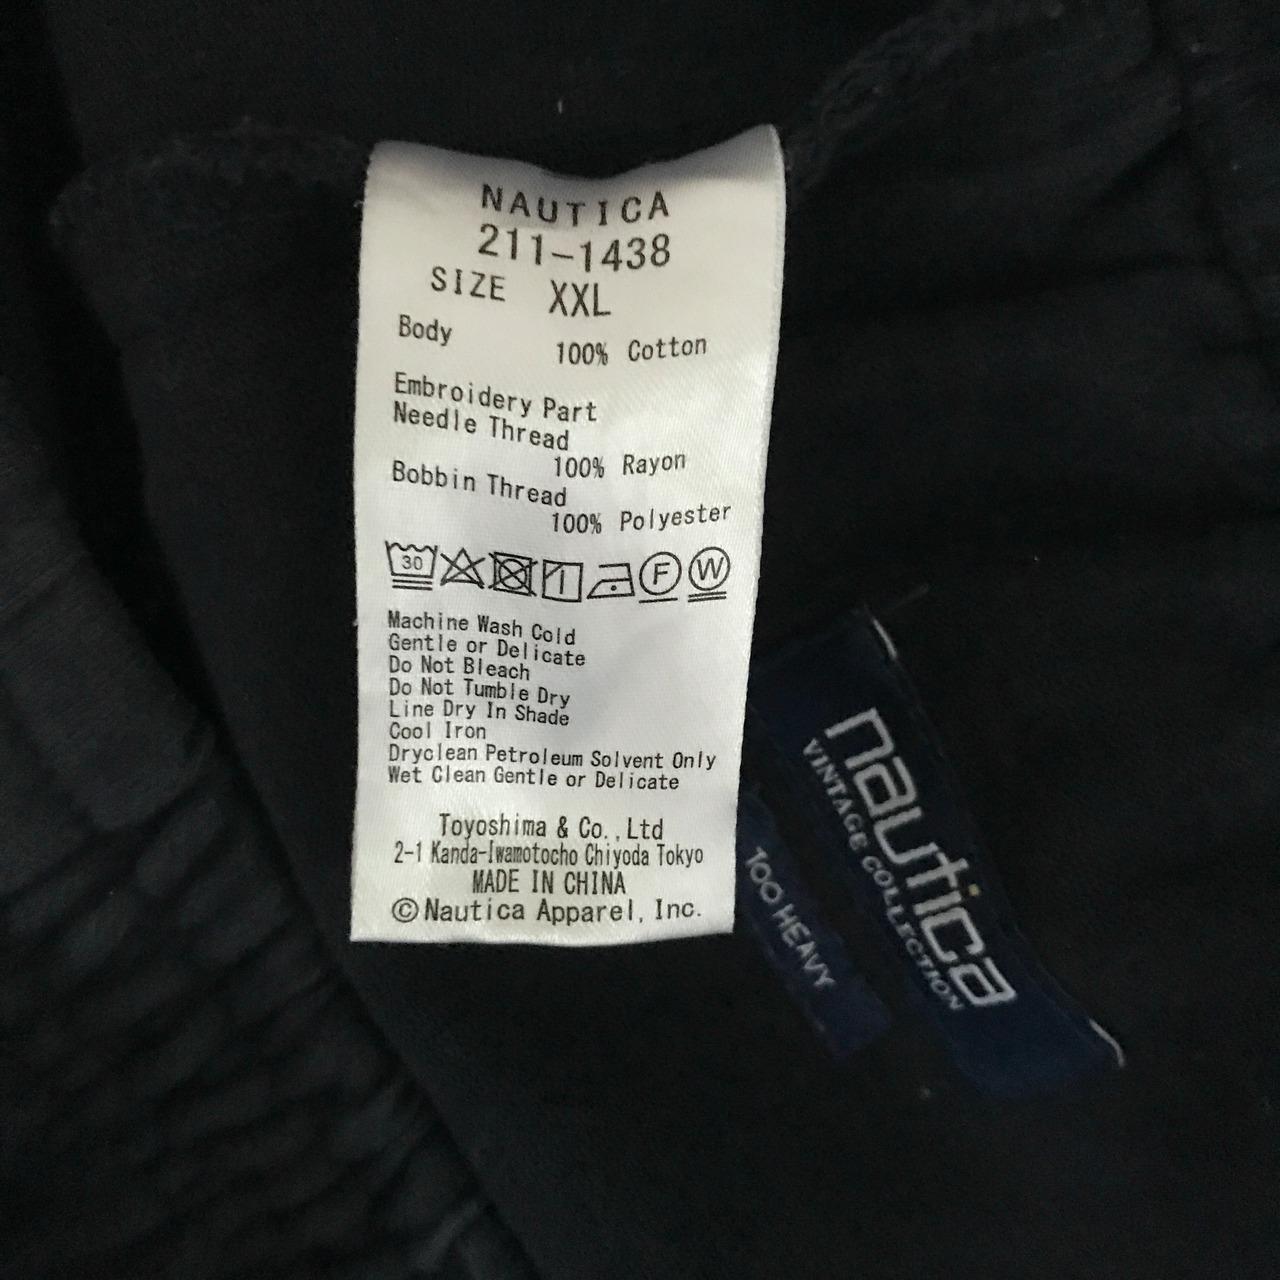 NAUTICA
211-1438
SIZE XXL
Body
100% Cotton
Embroidery Part
Needle Thread
100% Rayon
Bobbin Thread
100% Polyester
30 F W
Machine Wash Cold
Gentle or Delicate
Do Not Bleach
Do Not Tumble Dry
Line Dry In Shade
Cool Iron
Dryclean Petroleum Solvent Only
Wet Clean Gentle or Delicate
Toyoshima & Co.,Ltd
2-1 Kanda-Iwamotocho Chiyoda Tokyo
MADE IN CHINA
©Nautica Apparel, Inc.
nautica
VINTAGE COLLECTION
100 HEAVY